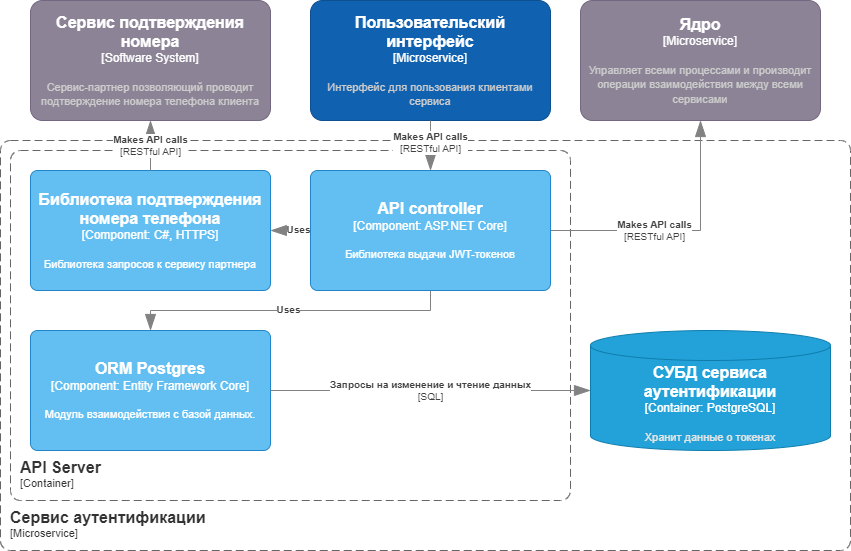 Сервис подтверждения
номера
[Software System]
Сервис-партнер позволяющий проводит
подтверждение номера телефона клиента
Пользовательский
интерфейс
[Microservice]
Интерфейс для пользования клиентами
сервиса
Ядро
[Microservice]
Управляет всеми процессами и производит
операции взаимодействия между всеми
сервисами
Makes API calls
[RESTful API]
Makes API calls
[RESTful API]
Библиотека подтверждения
номера телефона
[Component: C#, HTTPS]
Библиотека запросов к сервису партнера
Uses
API controller
[Component: ASP.NET Core]
Библиотека выдачи JWT-токенов
Makes API calls
[RESTful API]
Uses
ORM Postgres
[Component: Entity Framework Core]
Модуль взаимодействия с базой данных.
Запросы на изменение и чтение данных
[SQL]
СУБД сервиса
аутентификации
[Container: PostgreSQL]
Хранит данные о токенах
API Server
[Container]
Сервис аутентификации
[Microservice]